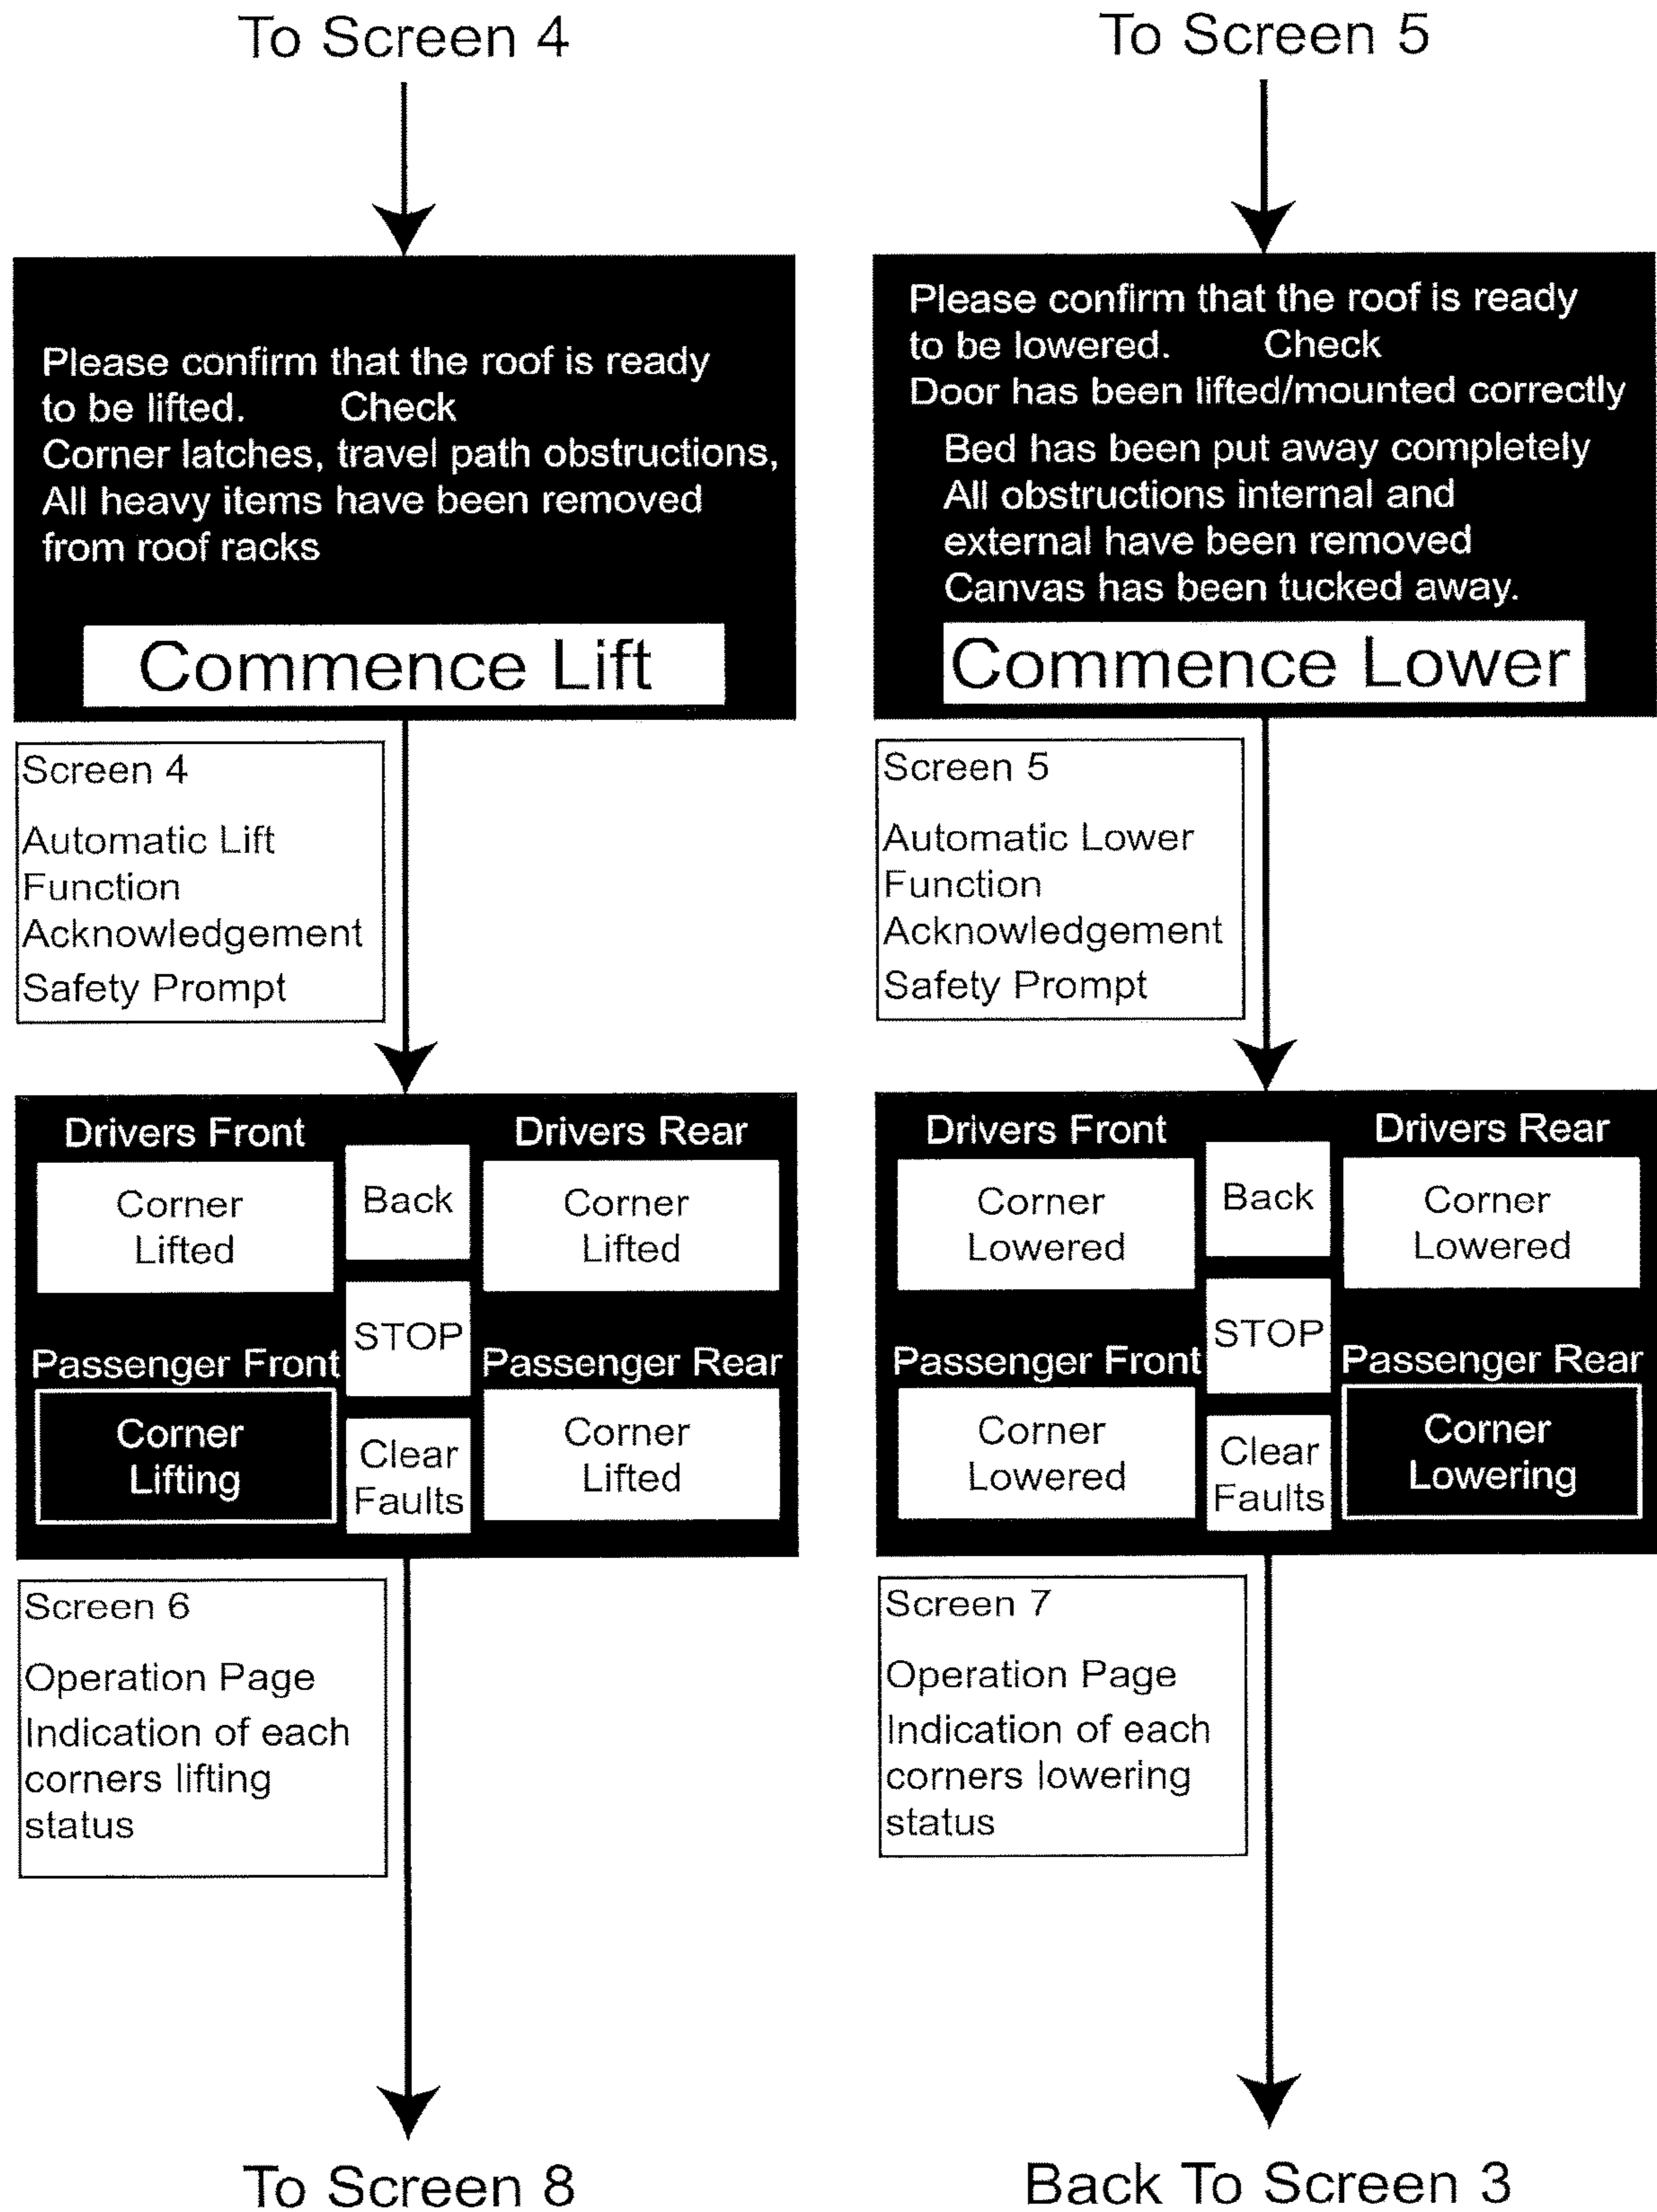 To Screen 4
Please confirm that the roof is ready
to be lifted. Check
Corner latches, travel path obstructions,
All heavy items have been removed
from roof racks
Commence Lift
Screen 4
Automatic Lift
Function
Acknowledgement
Safety Prompt
Drivers Front
Corner
Lifted
Back
Drivers Rear
Corner
Lifted
STOP
Passenger Front
Corner
Lifting
Clear
Faults
Passenger Rear
Corner
Lifted
Screen 6
Operation Page
Indication of each
corners lifting
status
To Screen 8
To Screen 5
Please confirm that the roof is ready
to be lowered. Check
Door has been lifted/mounted correctly
Bed has been put away completely
All obstructions internal and
external have been removed
Canvas has been tucked away.
Commence Lower
Screen 5
Automatic Lower
Function
Acknowledgement
Safety Prompt
Drivers Front
Corner
Lowered
Back
Drivers Rear
Corner
Lowered
STOP
Passenger Front
Corner
Lowered
Clear
Faults
Passenger Rear
Corner
Lowering
Screen 7
Operation Page
Indication of each
corners lowering
status
Back To Screen 3